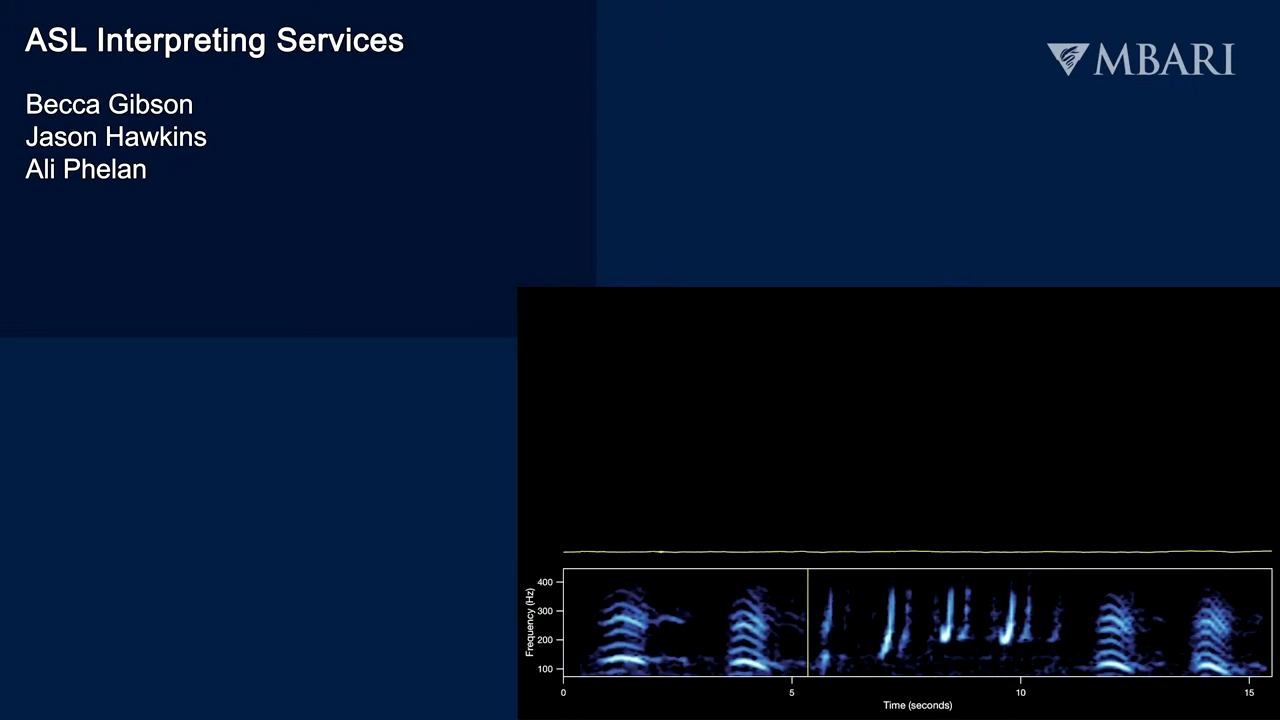 ASL Interpreting Services
MBARI
Becca Gibson
Jason Hawkins
Ali Phelan
Frequency (Hz)
400
300
200
100
0 5 10 15
Time (seconds)